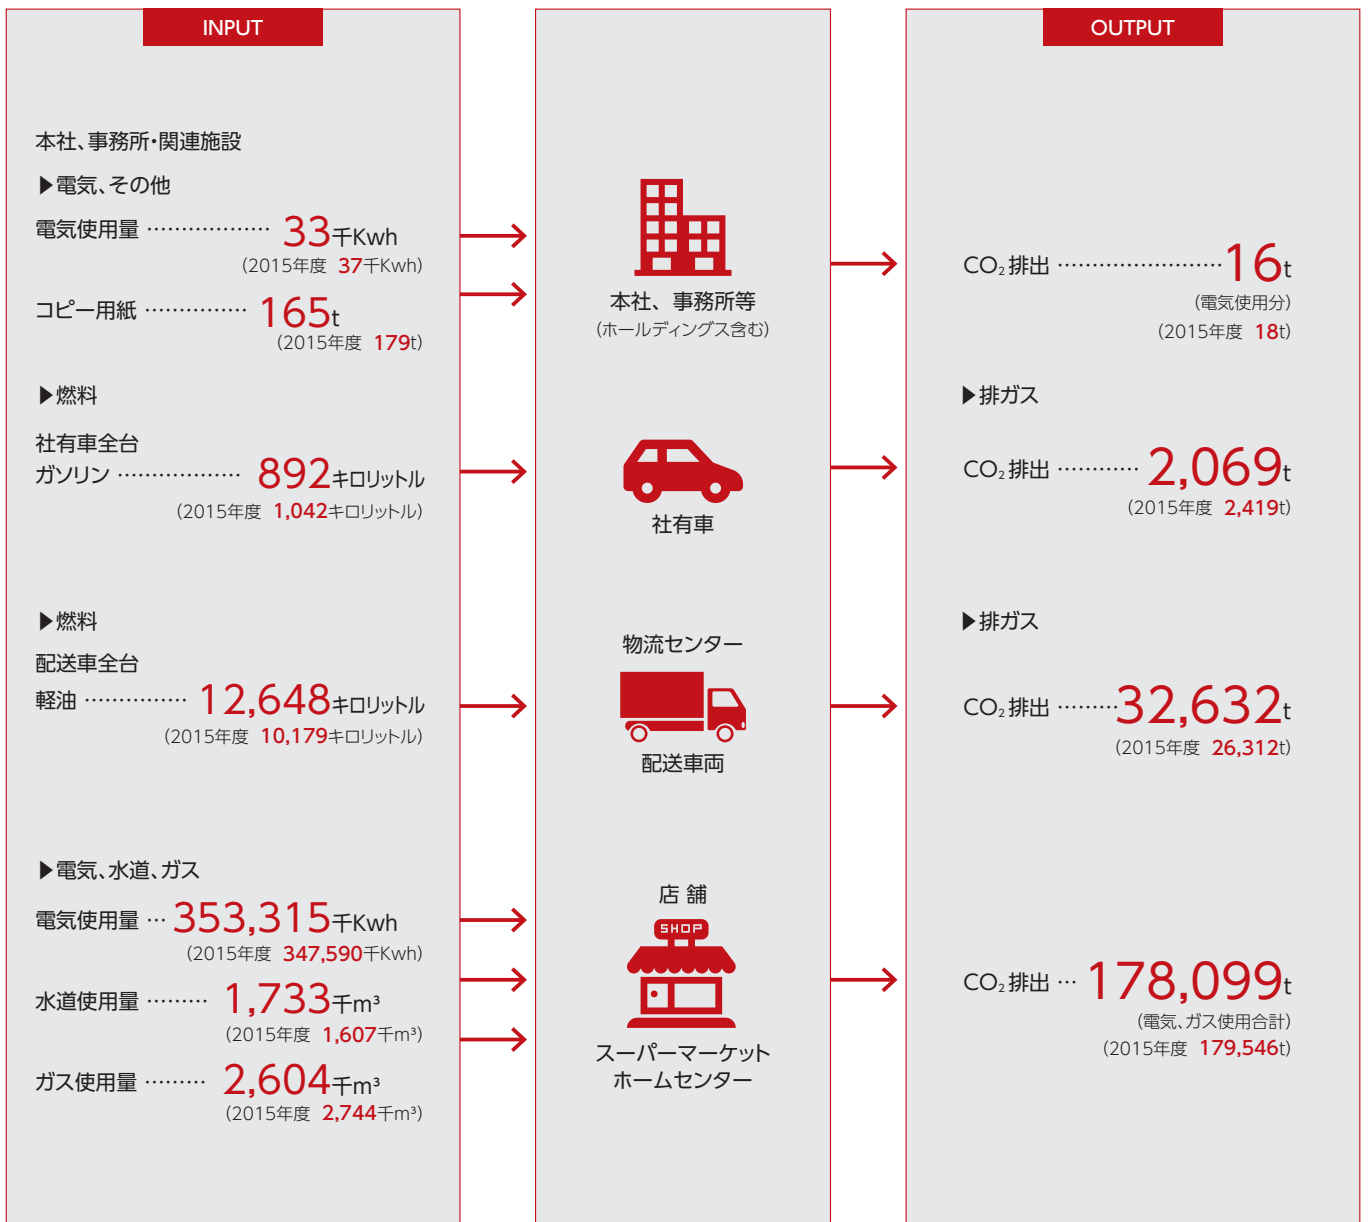 INPUT
本社、事務所・関連施設
▶電気、その他
電気使用量 ……………… 33千Kwh
(2015年度 37千Kwh)
コピー用紙 …………… 165t
(2015年度 179t)
▶燃料
社有車全台
ガソリン ……………… 892キロリットル
(2015年度 1,042キロリットル)
▶燃料
配送車全台
軽油 …………… 12,648キロリットル
(2015年度 10,179キロリットル)
▶電気、水道、ガス
電気使用量 … 353,315千Kwh
(2015年度 347,590千Kwh)
水道使用量 ……… 1,733千m³
(2015年度 1,607千m³)
ガス使用量 ……… 2,604千m³
(2015年度 2,744千m³)
本社、事務所等
(ホールディングス含む)
社有車
物流センター
配送車両
店 舗
SHOP
スーパーマーケット
ホームセンター
OUTPUT
CO₂排出 ……………………16t
(電気使用分)
(2015年度 18t)
▶排ガス
CO₂排出 ………… 2,069t
(2015年度 2,419t)
▶排ガス
CO₂排出 ………32,632t
(2015年度 26,312t)
CO₂排出 … 178,099t
(電気、ガス使用合計)
(2015年度 179,546t)